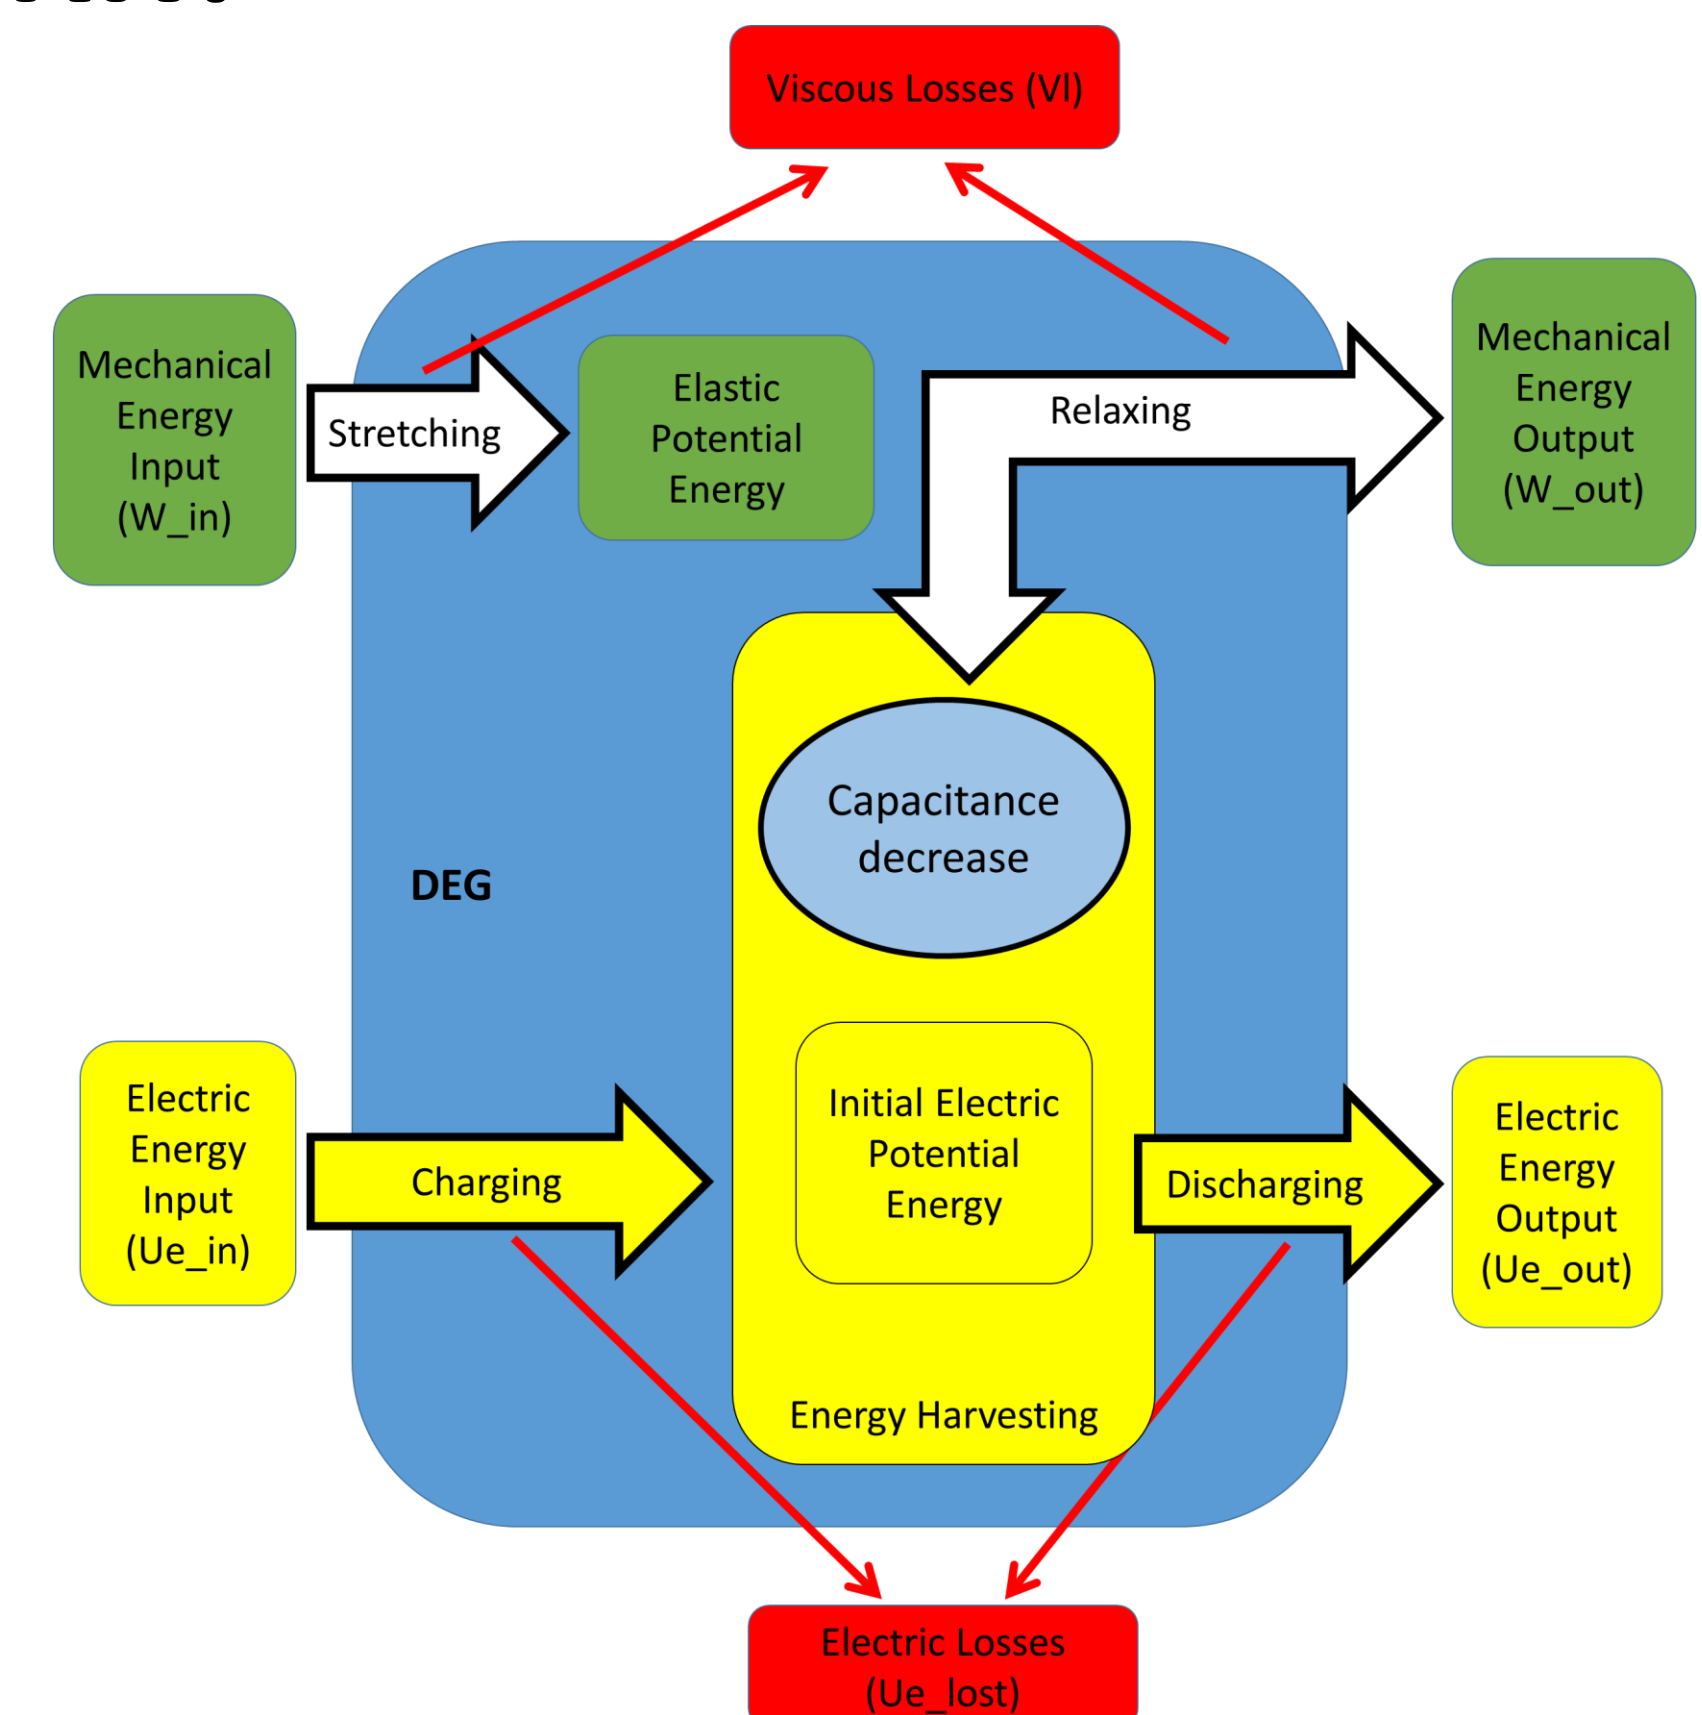 Viscous Losses (Vl)
Mechanical
Energy
Input
(W_in)
Stretching
Elastic
Potential
Energy
Relaxing
Mechanical
Energy
Output
(W_out)
Capacitance
decrease
DEG
Electric
Energy
Input
(Ue_in)
Charging
Initial Electric
Potential
Energy
Discharging
Electric
Energy
Output
(Ue_out)
Energy Harvesting
Electric Losses
(Ue_lost)